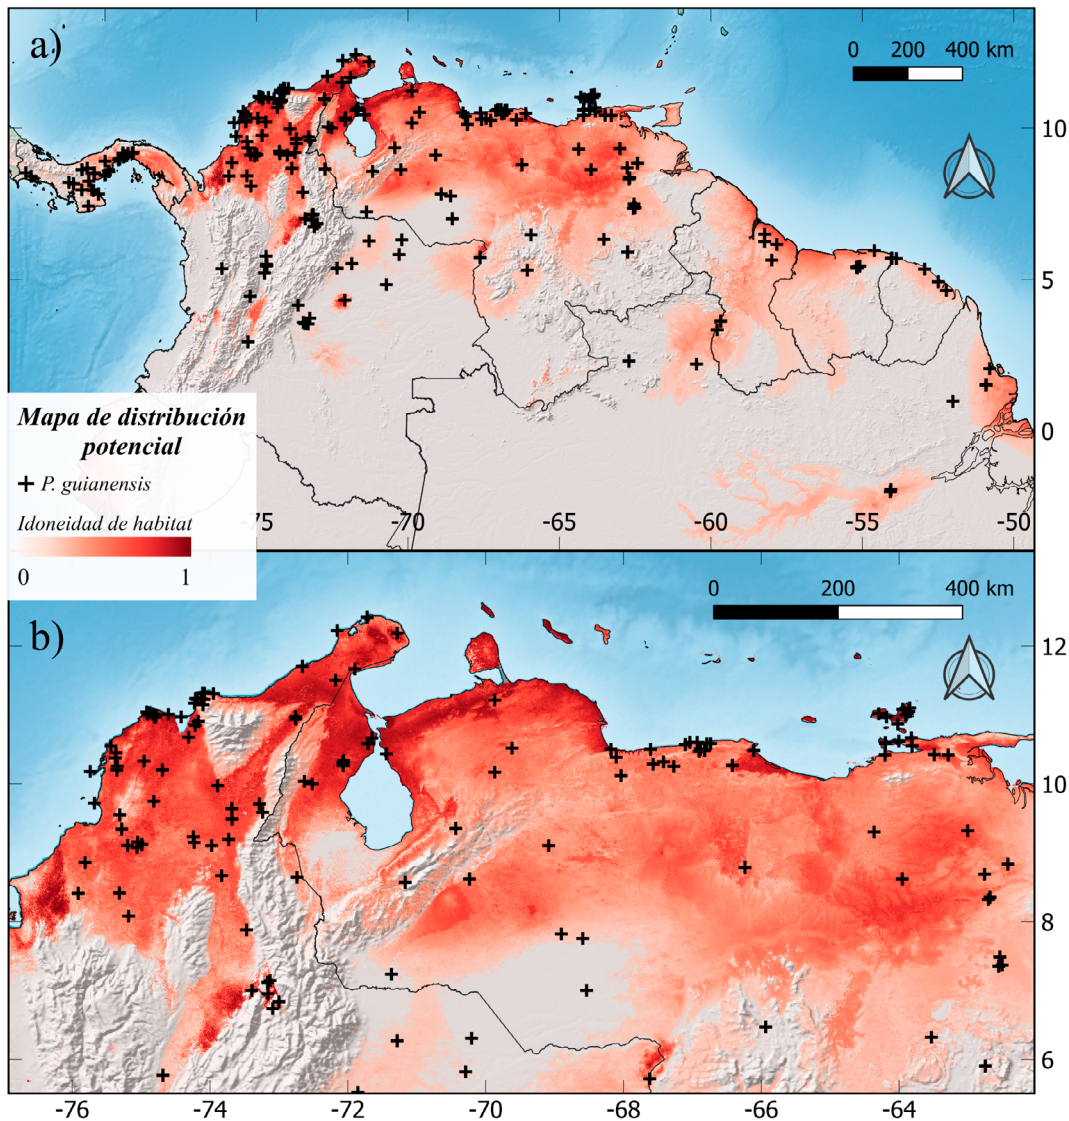 a)
0 200 400 km
10
5
0
Mapa de distribución
potencial
+ P. guianensis
Idoneidad de habitat
0 1
-75 -70 -65 -60 -55 -50
b)
0 200 400 km
12
10
8
6
-76 -74 -72 -70 -68 -66 -64